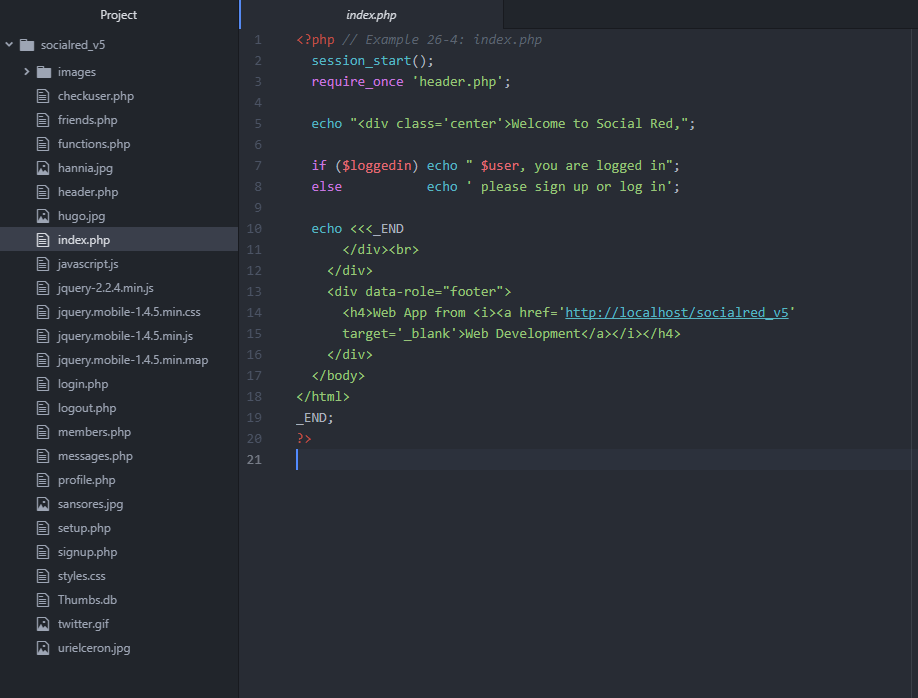 Project
socialred_v5
images
checkuser.php
friends.php
functions.php
hannia.jpg
header.php
hugo.jpg
index.php
javascript.js
jquery-2.2.4.min.js
jquery.mobile-1.4.5.min.css
jquery.mobile-1.4.5.min.js
jquery.mobile-1.4.5.min.map
login.php
logout.php
members.php
messages.php
profile.php
sansores.jpg
setup.php
signup.php
styles.css
Thumbs.db
twitter.gif
urielceron.jpg
index.php
1 <?php // Example 26-4: index.php
2   session_start();
3   require_once 'header.php';
4
5   echo "<div class='center'>Welcome to Social Red,";
6
7   if ($loggedin) echo " $user, you are logged in";
8   else           echo ' please sign up or log in';
9
10   echo <<<_END
11       </div><br>
12     </div>
13     <div data-role="footer">
14       <h4>Web App from <i><a href='http://localhost/socialred_v5'
15       target='_blank'>Web Development</a></i></h4>
16     </div>
17   </body>
18 </html>
19 _END;
20 ?>
21